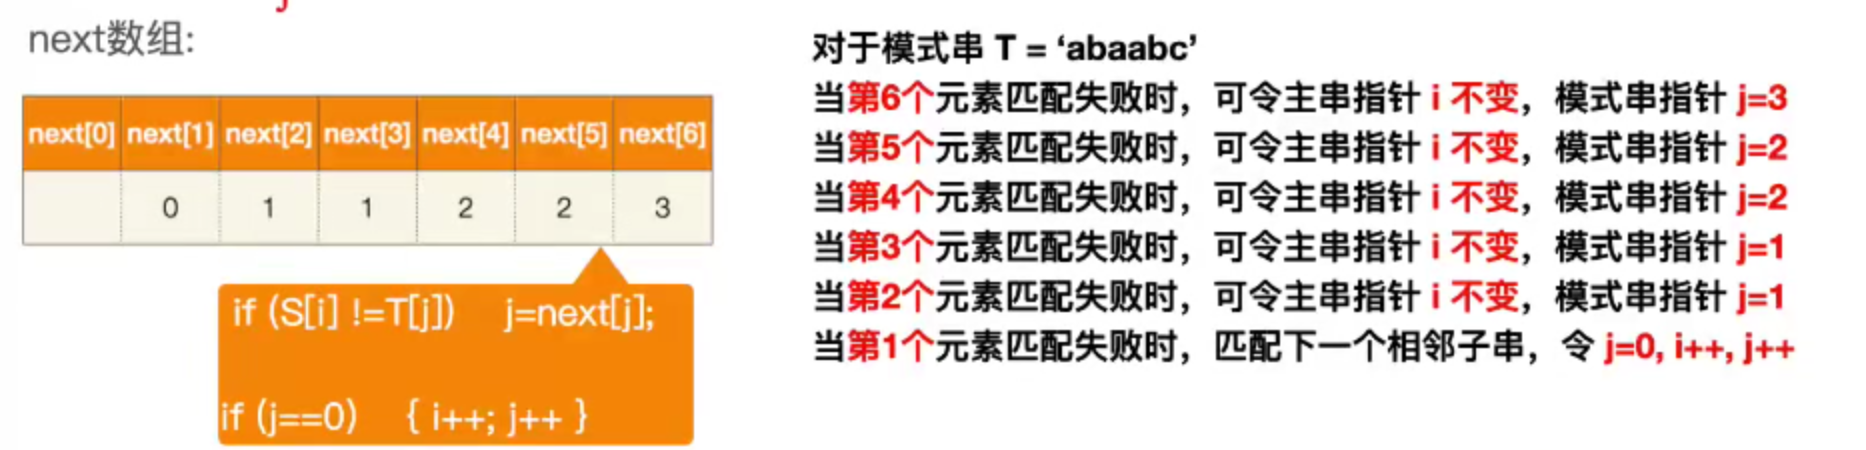 next数组:
next[0] next[1] next[2] next[3] next[4] next[5] next[6]
0 1 1 2 2 3
if (S[i] !=T[j]) j=next[j];
if (j==0) { i++; j++ }
对于模式串 T = ‘abaabc’
当第6个元素匹配失败时，可令主串指针 i 不变，模式串指针 j=3
当第5个元素匹配失败时，可令主串指针 i 不变，模式串指针 j=2
当第4个元素匹配失败时，可令主串指针 i 不变，模式串指针 j=2
当第3个元素匹配失败时，可令主串指针 i 不变，模式串指针 j=1
当第2个元素匹配失败时，可令主串指针 i 不变，模式串指针 j=1
当第1个元素匹配失败时，匹配下一个相邻子串，令 j=0, i++, j++